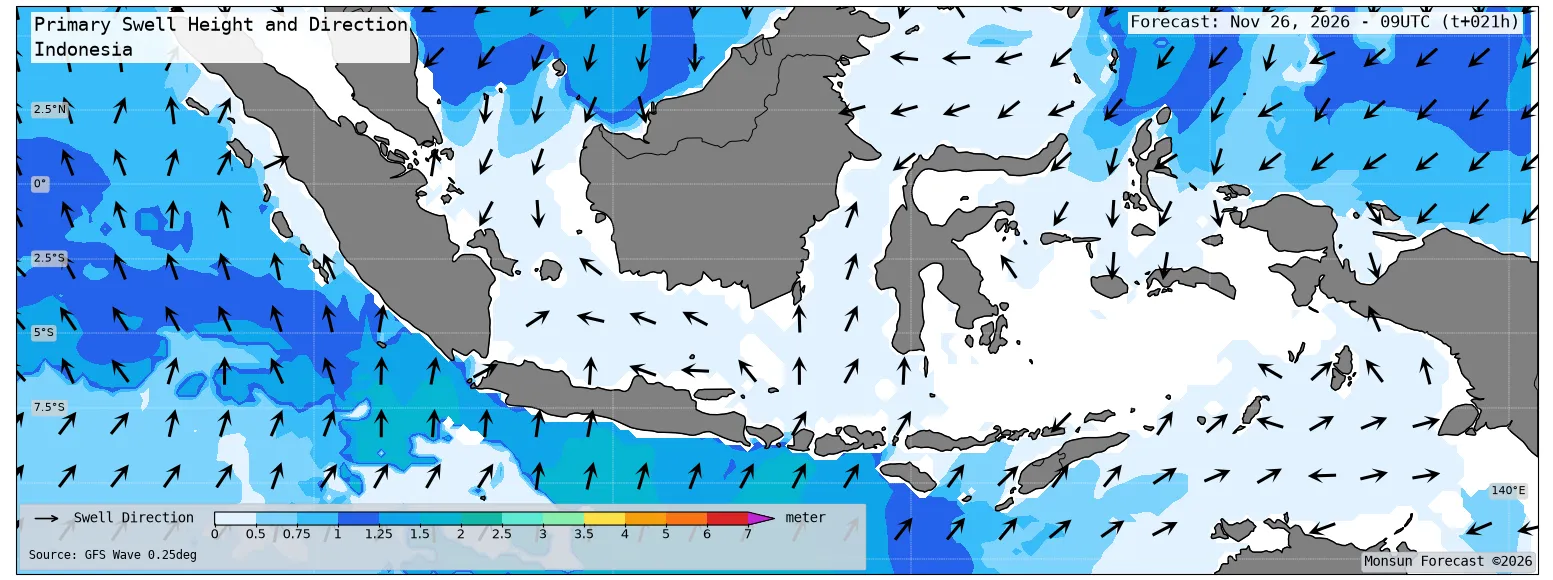 Primary Swell Height and Direction
Indonesia
Forecast: Nov 26, 2026 - 09UTC (t+021h)
2.5°N
0°
2.5°S
5°S
7.5°S
140°E
Swell Direction
0 0.5 0.75 1 1.25 1.5 2 2.5 3 3.5 4 5 6 7
meter
Source: GFS Wave 0.25deg
Monsun Forecast ©2026